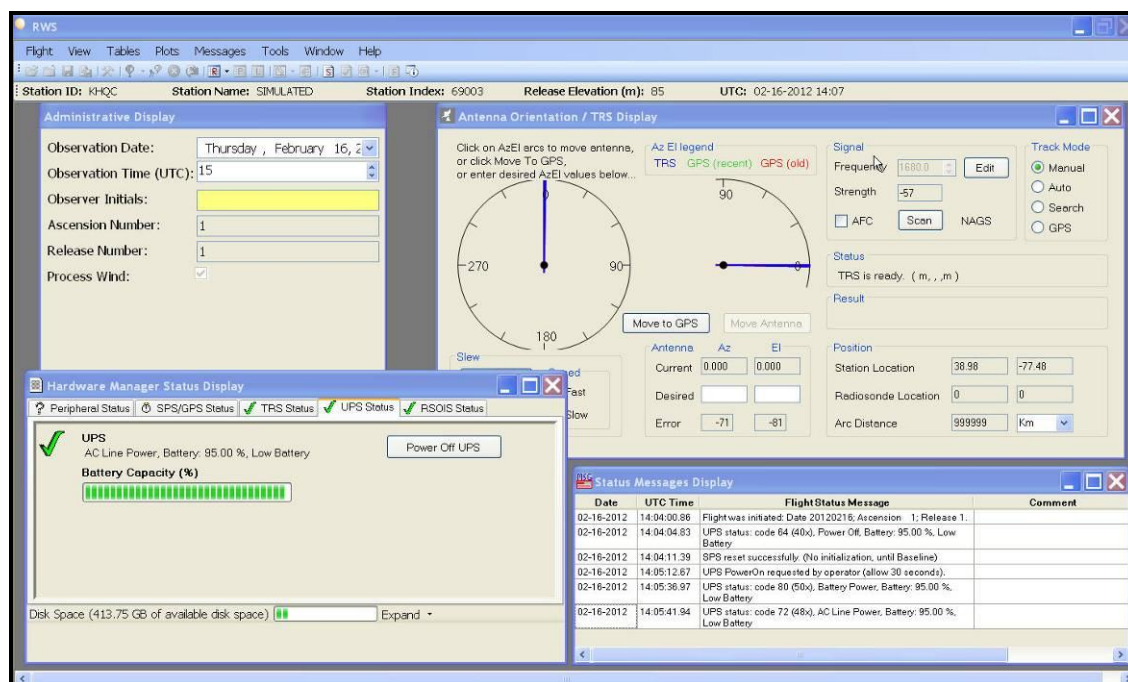 RWS
Flight View Tables Plots Messages Tools Window Help
Station ID: KHQC Station Name: SIMULATED Station Index: 69003 Release Elevation (m): 85 UTC: 02-16-2012 14:07
Administrative Display
Observation Date: Thursday , February 16, 2
Observation Time (UTC): 15
Observer Initials:
Ascension Number: 1
Release Number: 1
Process Wind:
Antenna Orientation / TRS Display
Click on AzEl arcs to move antenna,
or click Move To GPS,
or enter desired AzEl values below...
Az El legend
TRS GPS (recent) GPS (old)
0
270
90
180
90
0
Move to GPS Move Antenna
Slew
Speed
Fast
Slow
Antenna Az El
Current 0.000 0.000
Desired
Error -71 -81
Signal
Frequency 1680.0 Edit
Strength -57
AFC Scan NAGS
Track Mode
Manual
Auto
Search
GPS
Status
TRS is ready. ( m, , ,m )
Result
Position
Station Location 38.98 -77.48
Radiosonde Location 0 0
Arc Distance 999999 Km
Hardware Manager Status Display
Peripheral Status SPS/GPS Status TRS Status UPS Status RSOIS Status
UPS
AC Line Power, Battery: 95.00 %, Low Battery
Power Off UPS
Battery Capacity (%)
Disk Space (413.75 GB of available disk space) Expand
Status Messages Display
Date UTC Time Flight Status Message Comment
02-16-2012 14:04:00.86 Flight was initiated: Date 20120216; Ascension 1; Release 1.
02-16-2012 14:04:04.83 UPS status: code 64 (40x), Power Off, Battery: 95.00 %, Low
Battery
02-16-2012 14:04:11.39 SPS reset successfully. (No initialization, until Baseline)
02-16-2012 14:05:12.67 UPS PowerOn requested by operator (allow 30 seconds).
02-16-2012 14:05:36.97 UPS status: code 80 (50x), Battery Power, Battery: 95.00 %,
Low Battery
02-16-2012 14:05:41.94 UPS status: code 72 (48x), AC Line Power, Battery: 95.00 %,
Low Battery